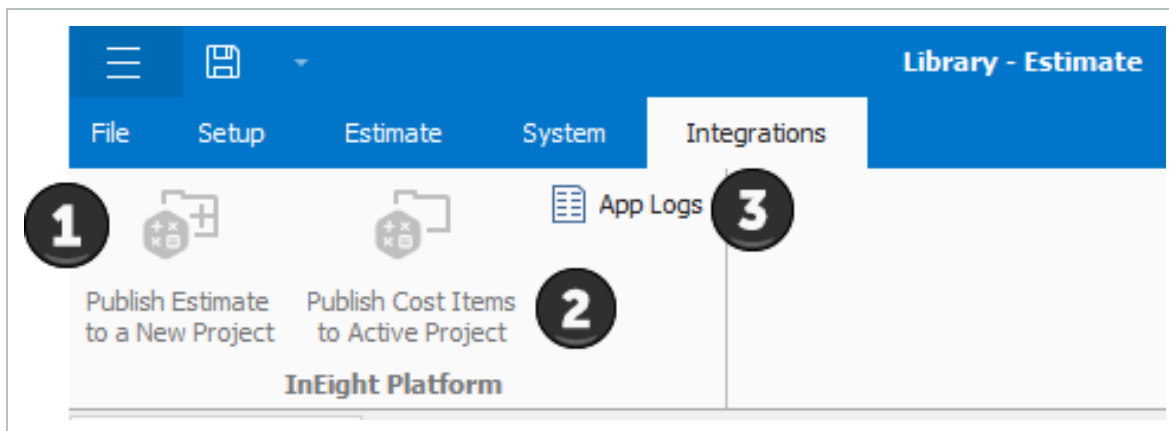 Library - Estimate
File Setup Estimate System Integrations
1
App Logs 3
Publish Estimate
to a New Project
Publish Cost Items
to Active Project
2
InEight Platform